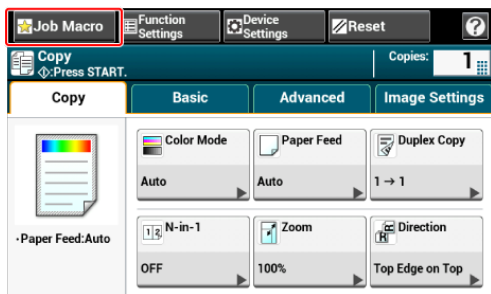 Job Macro
Function
Settings
Device
Settings
Reset
?
Copy
:Press START.
Copies:
1
Copy
Basic
Advanced
Image Settings
Color Mode
Auto
Paper Feed
Auto
Duplex Copy
1 → 1
·Paper Feed:Auto
1 2 N-in-1
OFF
Zoom
100%
R Direction
Top Edge on Top